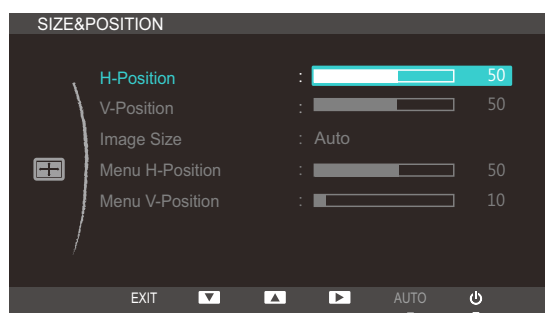 SIZE&POSITION
H-Position : 50
V-Position : 50
Image Size : Auto
Menu H-Position : 50
Menu V-Position : 10
EXIT AUTO